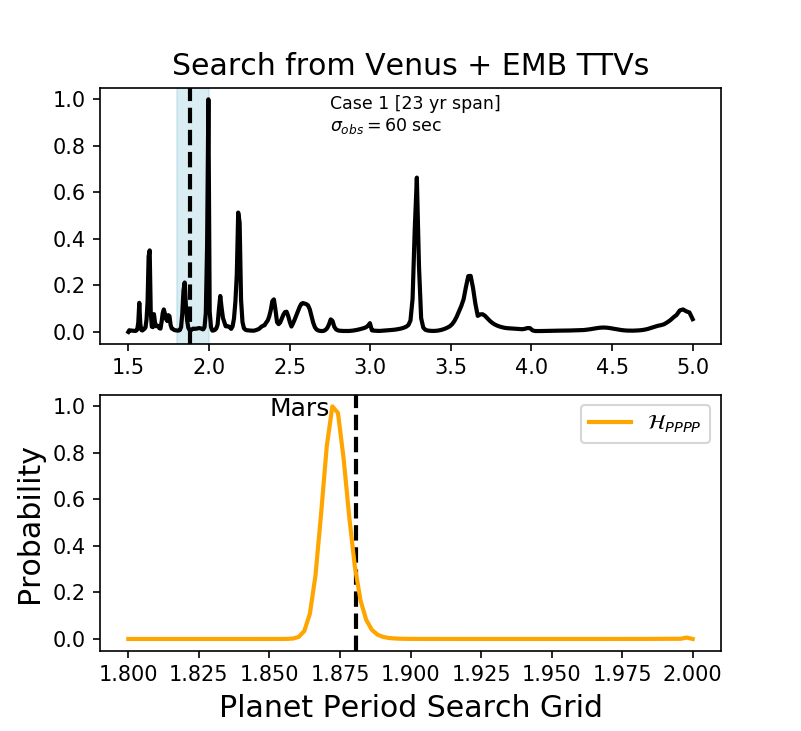 Search from Venus + EMB TTVs
Case 1 [23 yr span]
σ_obs = 60 sec
1.0
0.8
0.6
0.4
0.2
0.0
1.5 2.0 2.5 3.0 3.5 4.0 4.5 5.0
Mars
ℋ_PPPP
1.0
0.8
0.6
0.4
0.2
0.0
Probability
1.800 1.825 1.850 1.875 1.900 1.925 1.950 1.975 2.000
Planet Period Search Grid